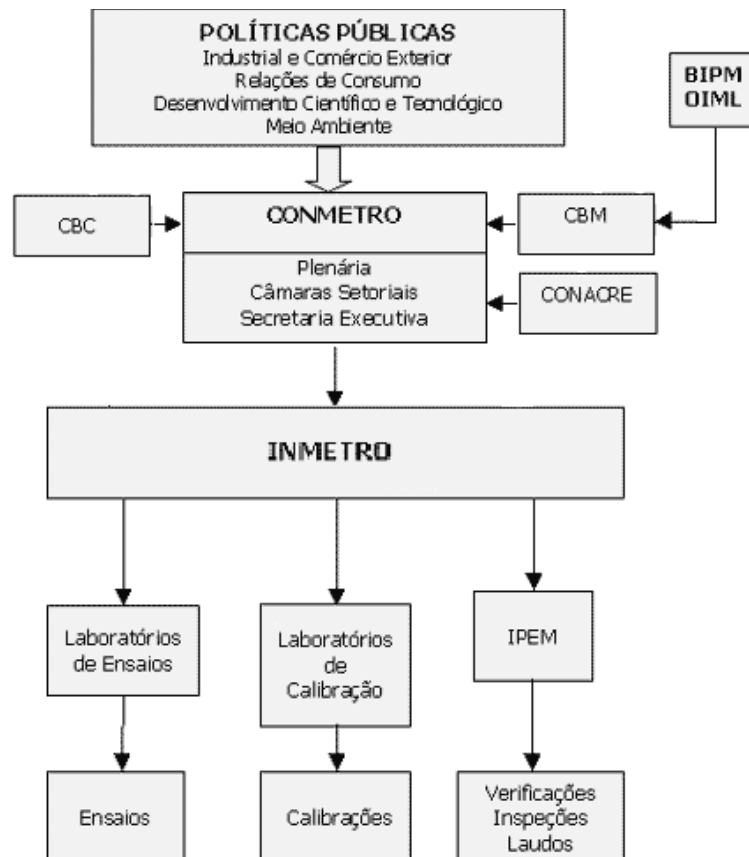 POLÍTICAS PÚBLICAS
Industrial e Comércio Exterior
Relações de Consumo
Desenvolvimento Científico e Tecnológico
Meio Ambiente
BIPM
OIML
CBC
CONMETRO
CBM
Plenária
Câmaras Setoriais
Secretaria Executiva
CONACRE
INMETRO
Laboratórios
de Ensaios
Laboratórios
de
Calibração
IPEM
Ensaios
Calibrações
Verificações
Inspeções
Laudos